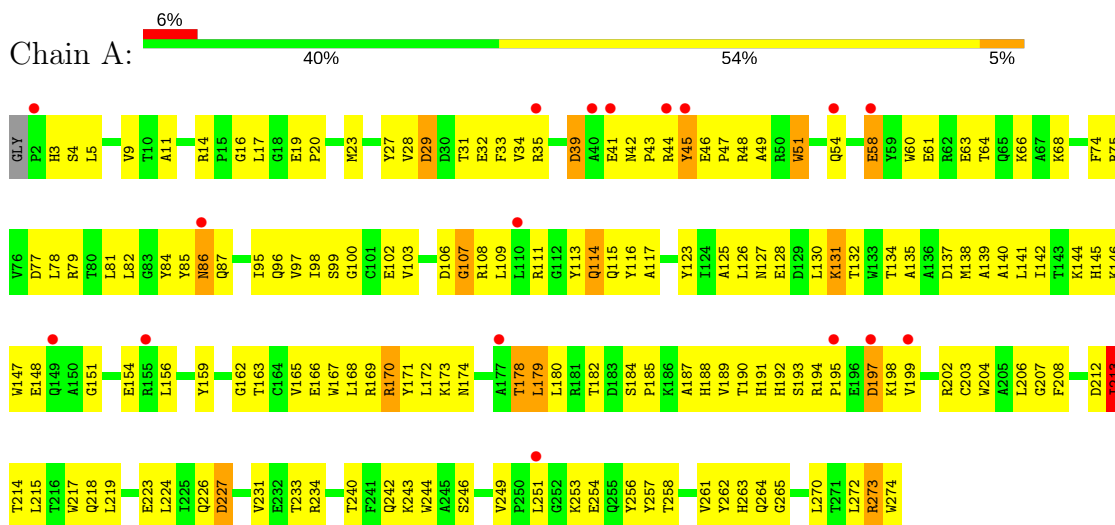 Chain A:
6%
40% 54% 5%
GLY P2 H3 S4 L5 V9 T10 A11 R14 P15 G16 L17 G18 E19 P20 M23 Y27 V28 D29 D30 T31 E32 F33 V34 R35 D39 A40 E41 N42 P43 R44 Y45 E46 P47 R48 A49 R50 W51 Q54 E58 Y59 W60 E61 R62 E63 T64 Q65 K66 A67 K68 F74 R75
V76 D77 L78 R79 T80 L81 L82 G83 Y84 Y85 N86 Q87 I95 Q96 V97 I98 S99 G100 C101 E102 V103 D106 G107 R108 L109 L110 R111 G112 Y113 Q114 Q115 Y116 A117 Y123 I124 A125 L126 N127 E128 D129 L130 K131 T132 W133 T134 A135 A136 D137 M138 A139 A140 L141 I142 T143 K144 H145 K146
W147 E148 Q149 A150 G151 E154 R155 L156 Y159 G162 T163 C164 V165 E166 W167 L168 R169 R170 Y171 L172 K173 N174 A177 T178 L179 L180 R181 T182 D183 S184 P185 K186 A187 H188 V189 T190 H191 H192 S193 R194 P195 E196 D197 K198 V199 R202 C203 W204 A205 L206 G207 F208 D212 I213
T214 L215 T216 W217 Q218 L219 E223 L224 I225 Q226 D227 V231 E232 T233 R234 T240 F241 Q242 K243 W244 A245 S246 V249 P250 L251 G252 K253 E254 Q255 Y256 Y257 T258 V261 Y262 H263 Q264 G265 L270 T271 L272 R273 W274